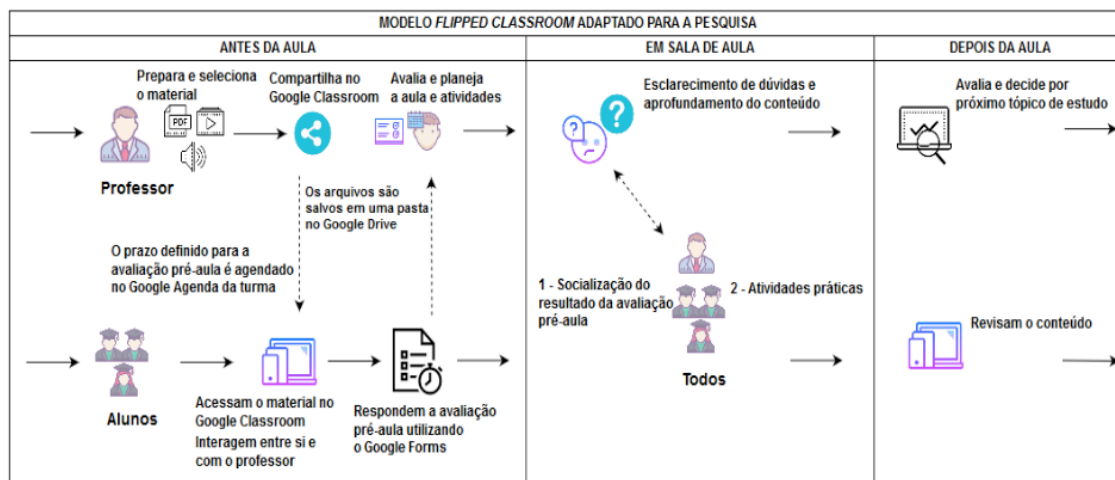 MODELO FLIPPED CLASSROOM ADAPTADO PARA A PESQUISA
ANTES DA AULA
EM SALA DE AULA
DEPOIS DA AULA
Prepara e seleciona
o material
PDF
Compartilha no
Google Classroom
Avalia e planeja
a aula e atividades
Professor
Os arquivos são
salvos em uma pasta
no Google Drive
O prazo definido para a
avaliação pré-aula é agendado
no Google Agenda da turma
Alunos
Acessam o material no
Google Classroom
Interagem entre si e
com o professor
Respondem a avaliação
pré-aula utilizando
o Google Forms
Esclarecimento de dúvidas e
aprofundamento do conteúdo
?
?
1 - Socialização do
resultado da avaliação
pré-aula
2 - Atividades práticas
Todos
Avalia e decide por
próximo tópico de estudo
Revisam o conteúdo